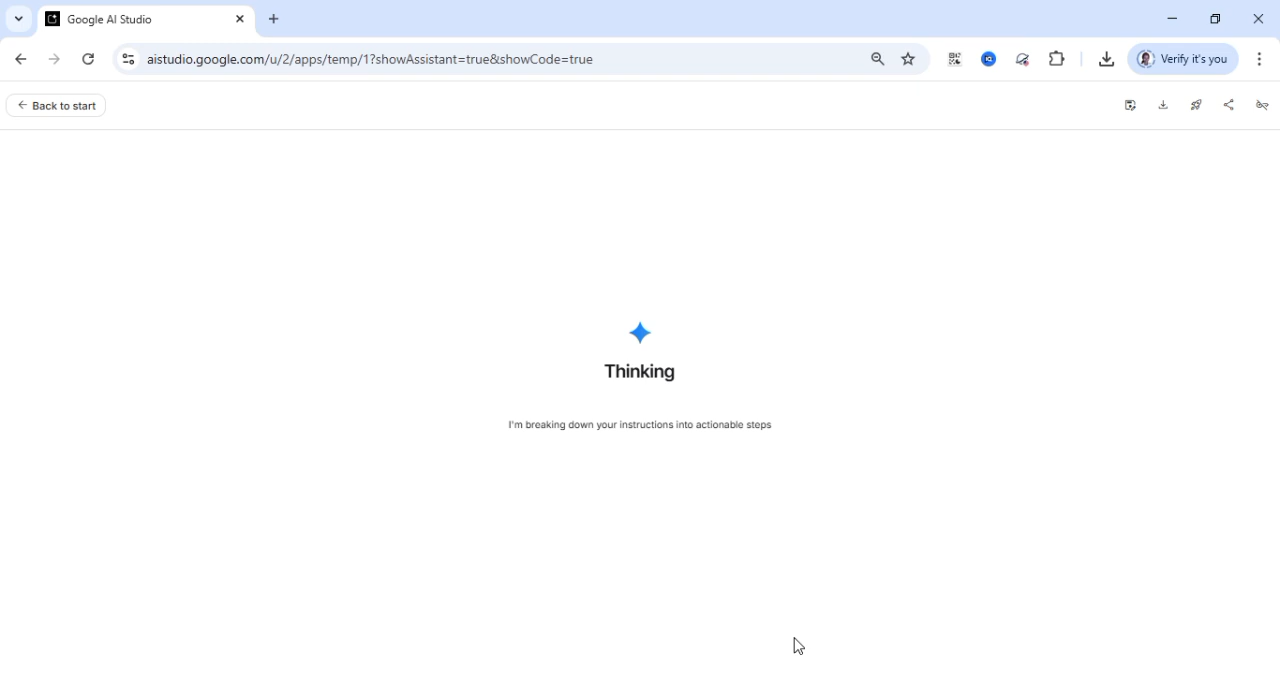 Google AI Studio
aistudio.google.com/u/2/apps/temp/1?showAssistant=true&showCode=true
Verify it's you
Back to start
Thinking
I'm breaking down your instructions into actionable steps